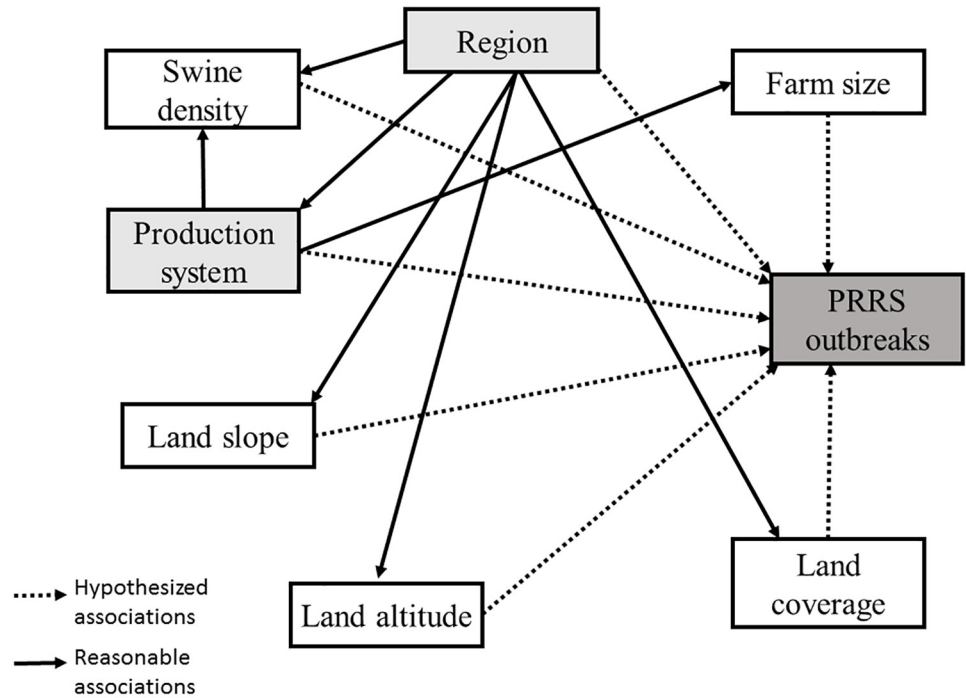 Region
Swine
density
Farm size
Production
system
PRRS
outbreaks
Land slope
Land
coverage
Land altitude
Hypothesized
associations
Reasonable
associations